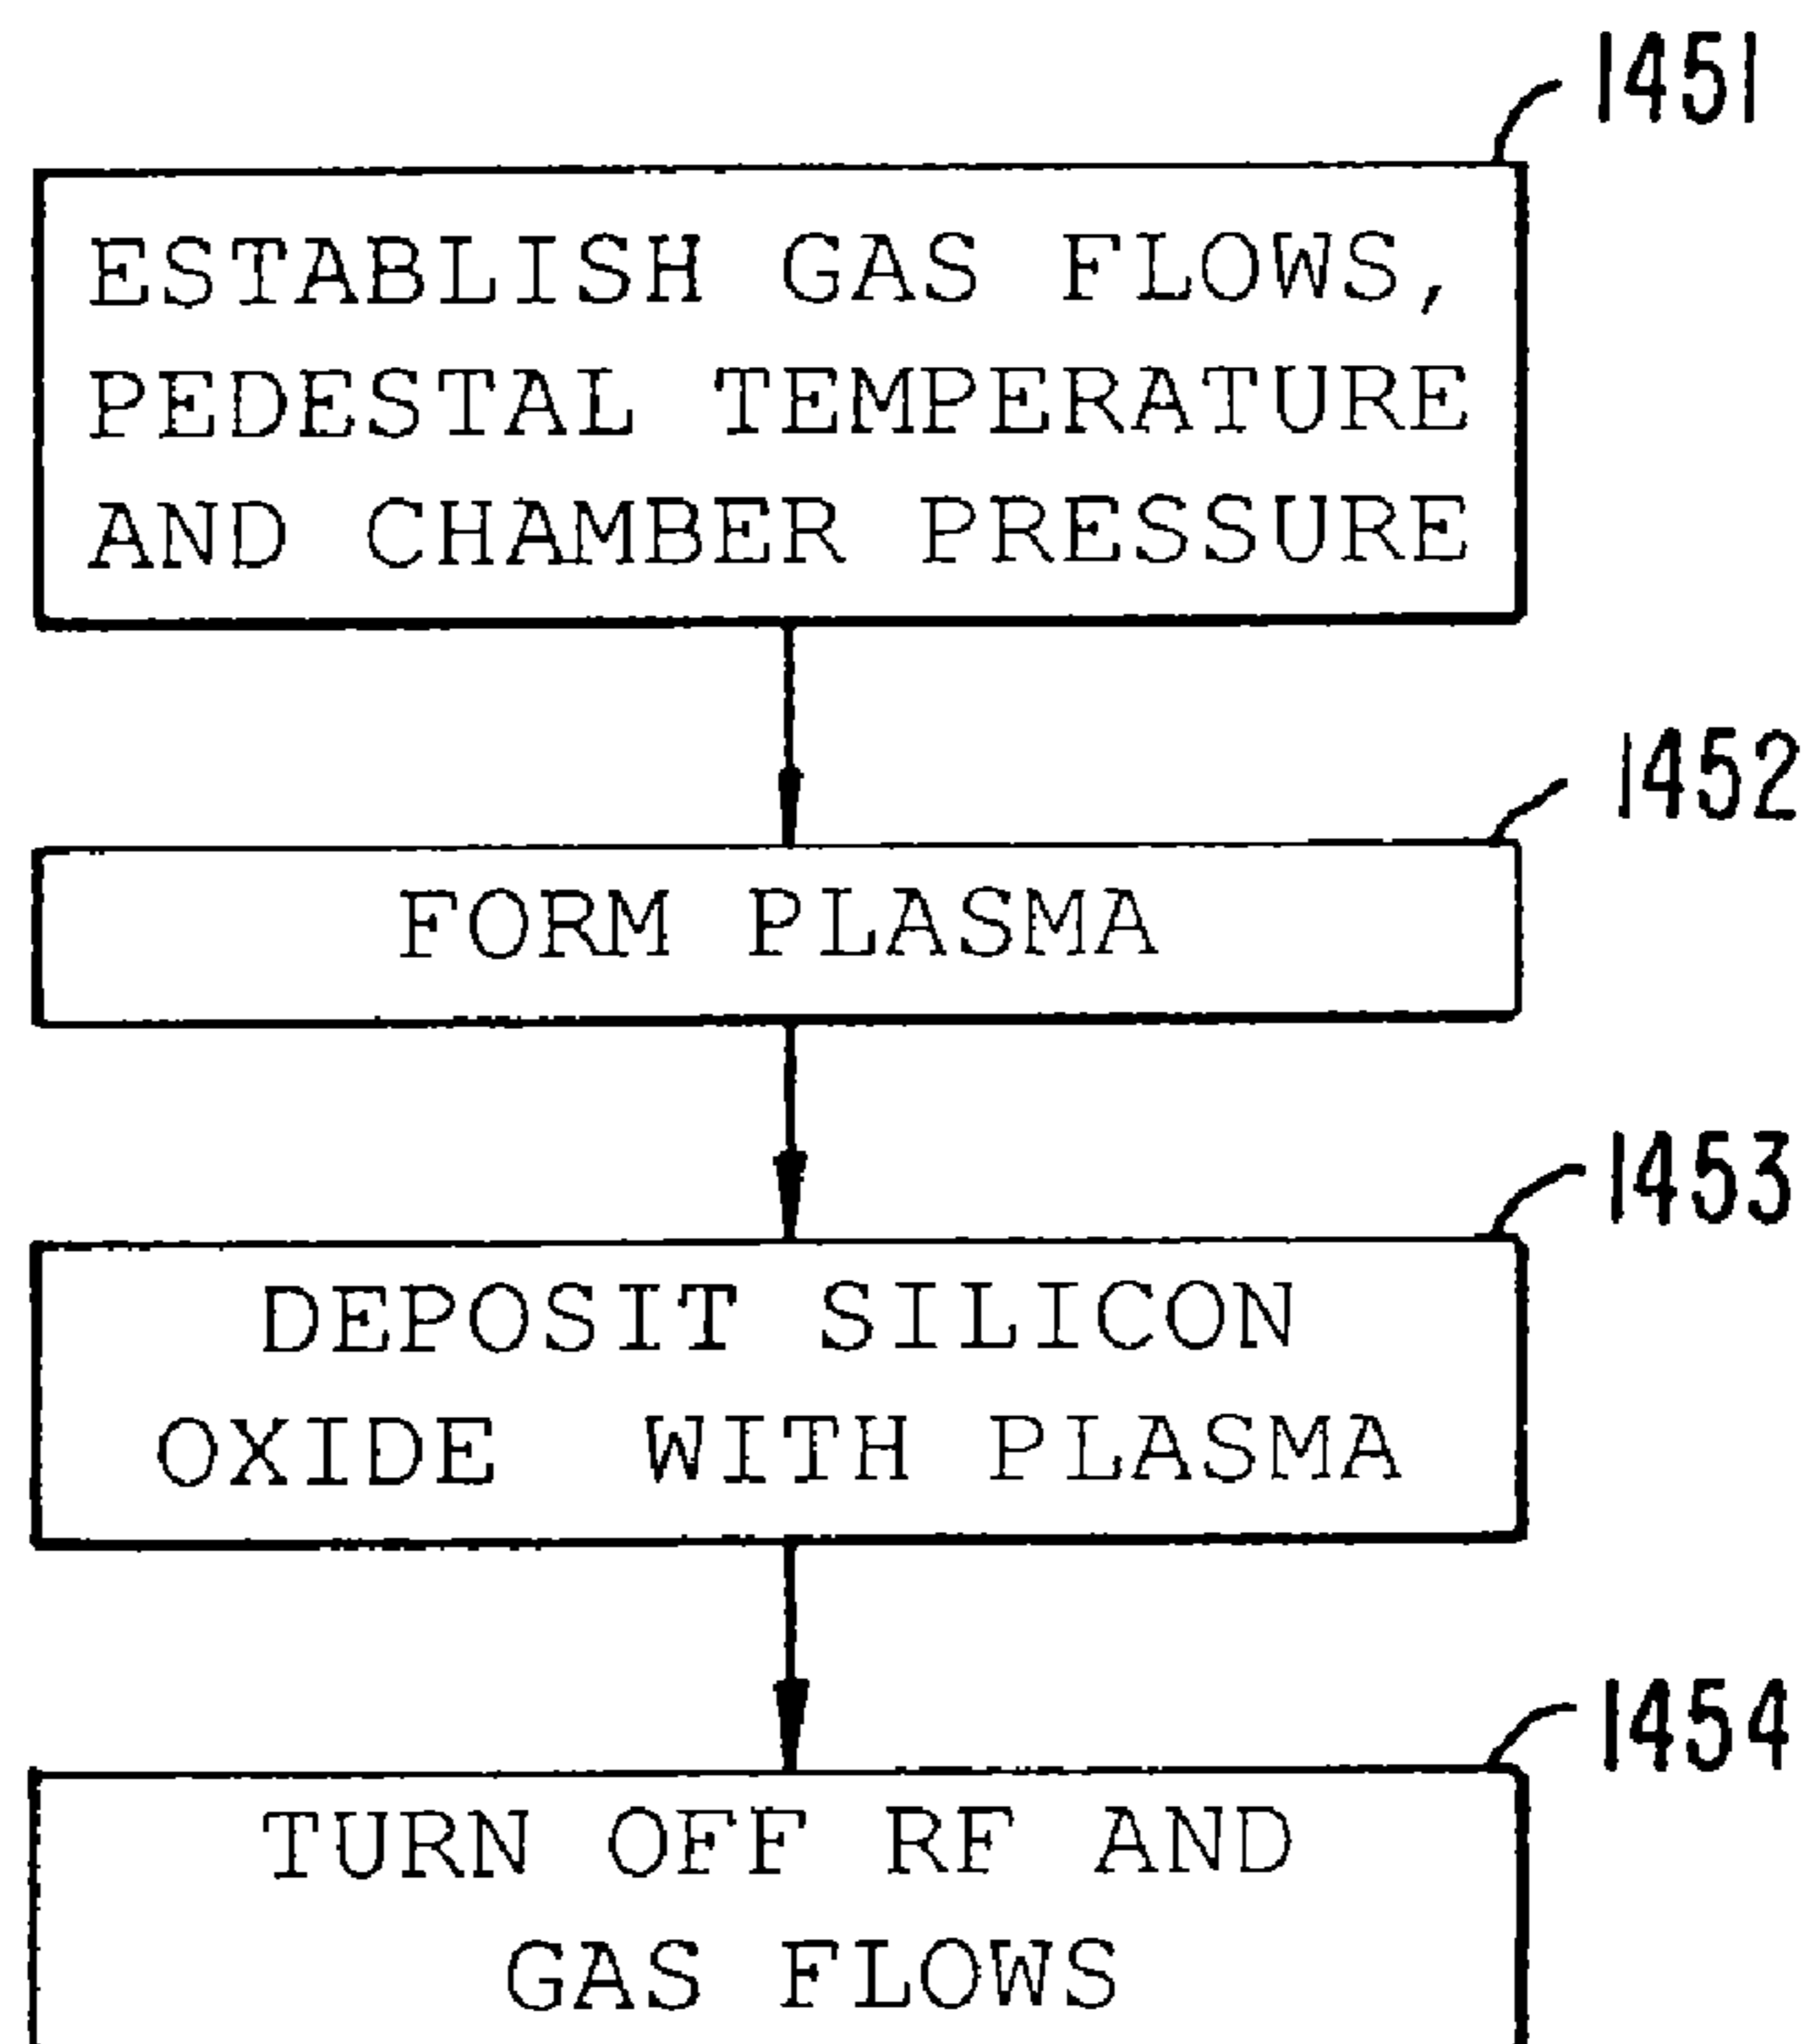 1451
ESTABLISH GAS FLOWS,
PEDESTAL TEMPERATURE
AND CHAMBER PRESSURE
1452
FORM PLASMA
1453
DEPOSIT SILICON
OXIDE WITH PLASMA
1454
TURN OFF RF AND
GAS FLOWS